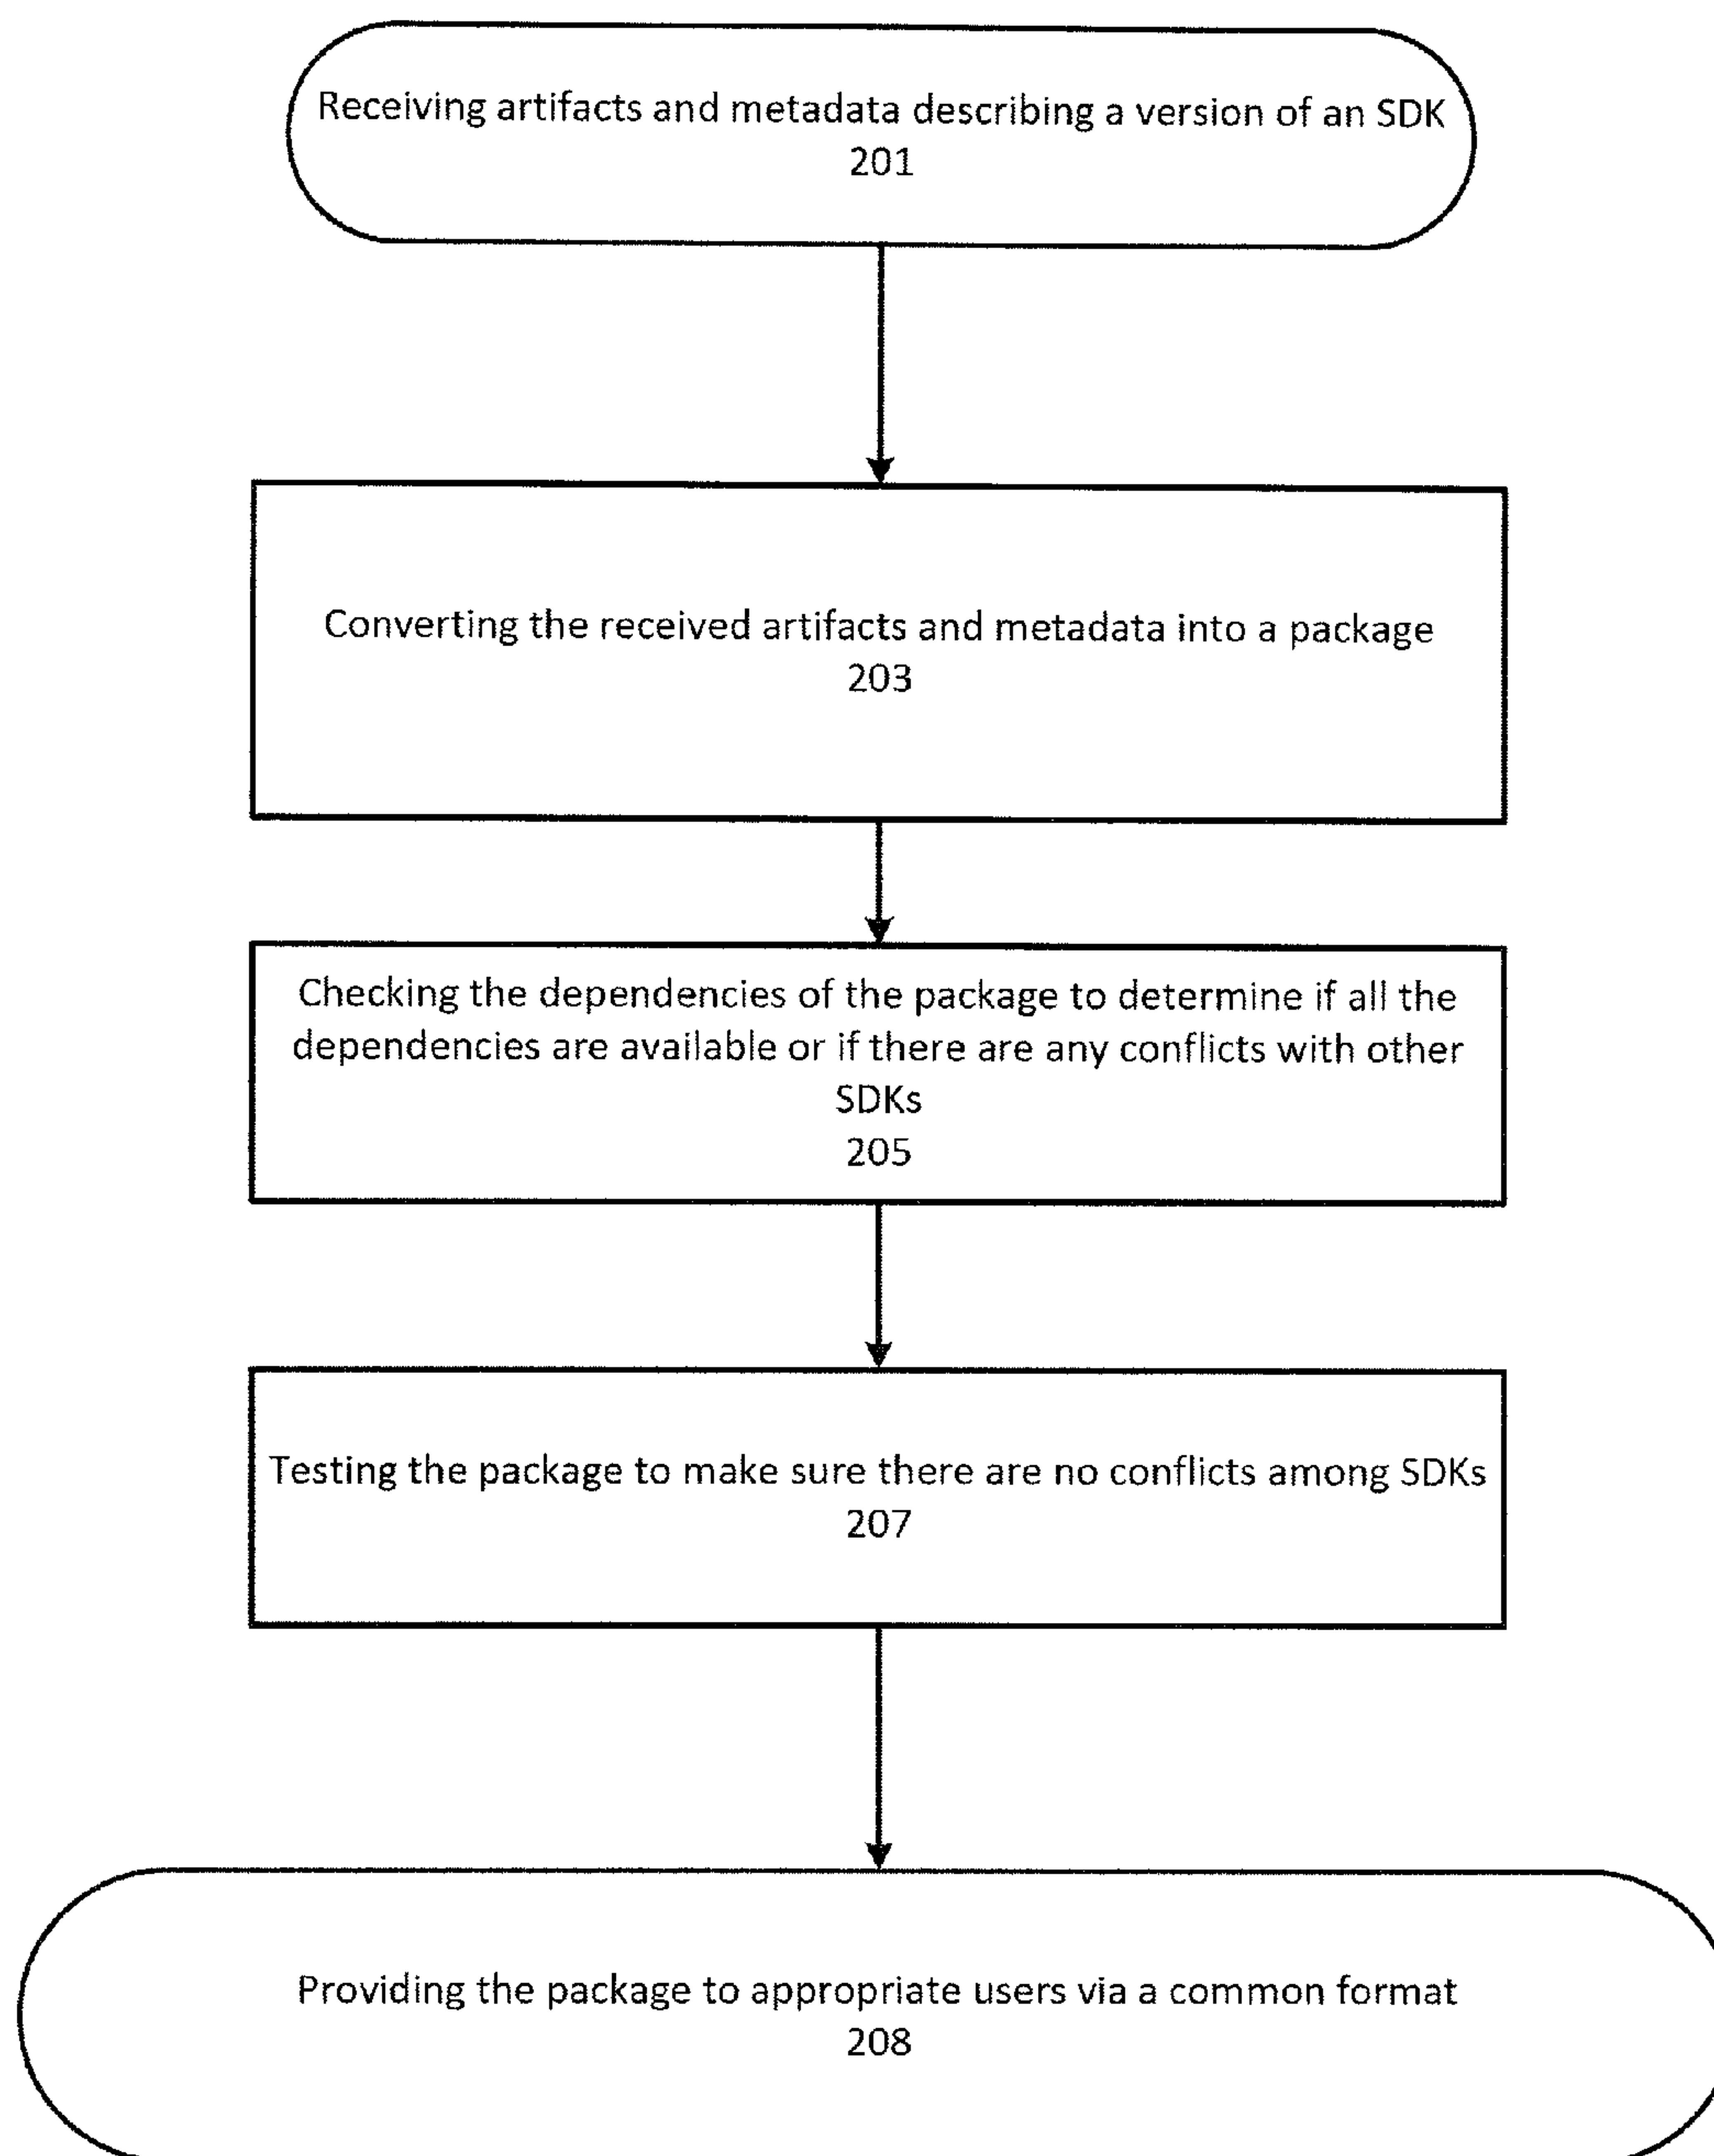 Receiving artifacts and metadata describing a version of an SDK
201
Converting the received artifacts and metadata into a package
203
Checking the dependencies of the package to determine if all the
dependencies are available or if there are any conflicts with other
SDKs
205
Testing the package to make sure there are no conflicts among SDKs
207
Providing the package to appropriate users via a common format
208